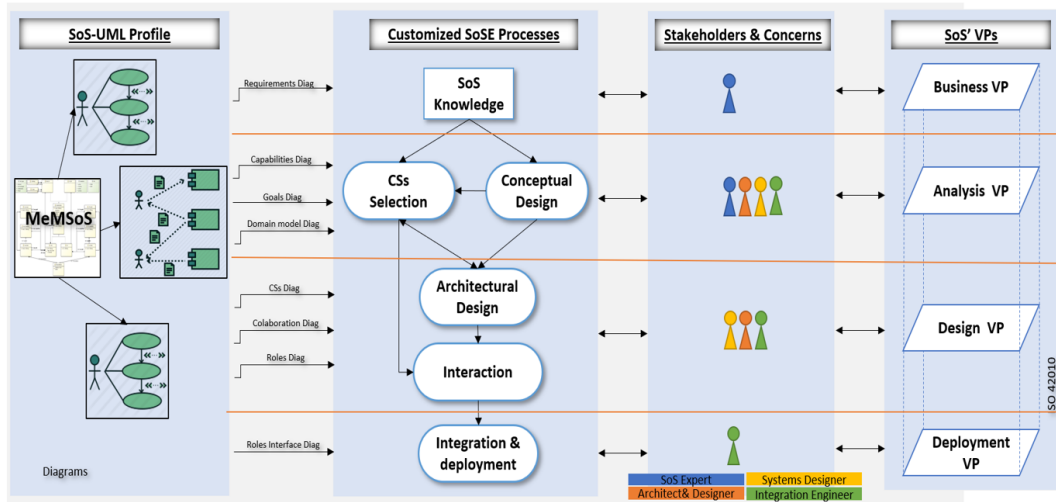 SoS-UML Profile
Customized SoSE Processes
Stakeholders & Concerns
SoS' VPs
Requirements Diag
SoS
Knowledge
Business VP
Capabilities Diag
Goals Diag
Domain model Diag
MeMSoS
CSs
Selection
Conceptual
Design
Analysis VP
CSs Diag
Colaboration Diag
Roles Diag
Architectural
Design
Interaction
Design VP
SO 42010
Roles Interface Diag
Integration &
deployment
Deployment
VP
Diagrams
SoS Expert
Systems Designer
Architect& Designer
Integration Engineer